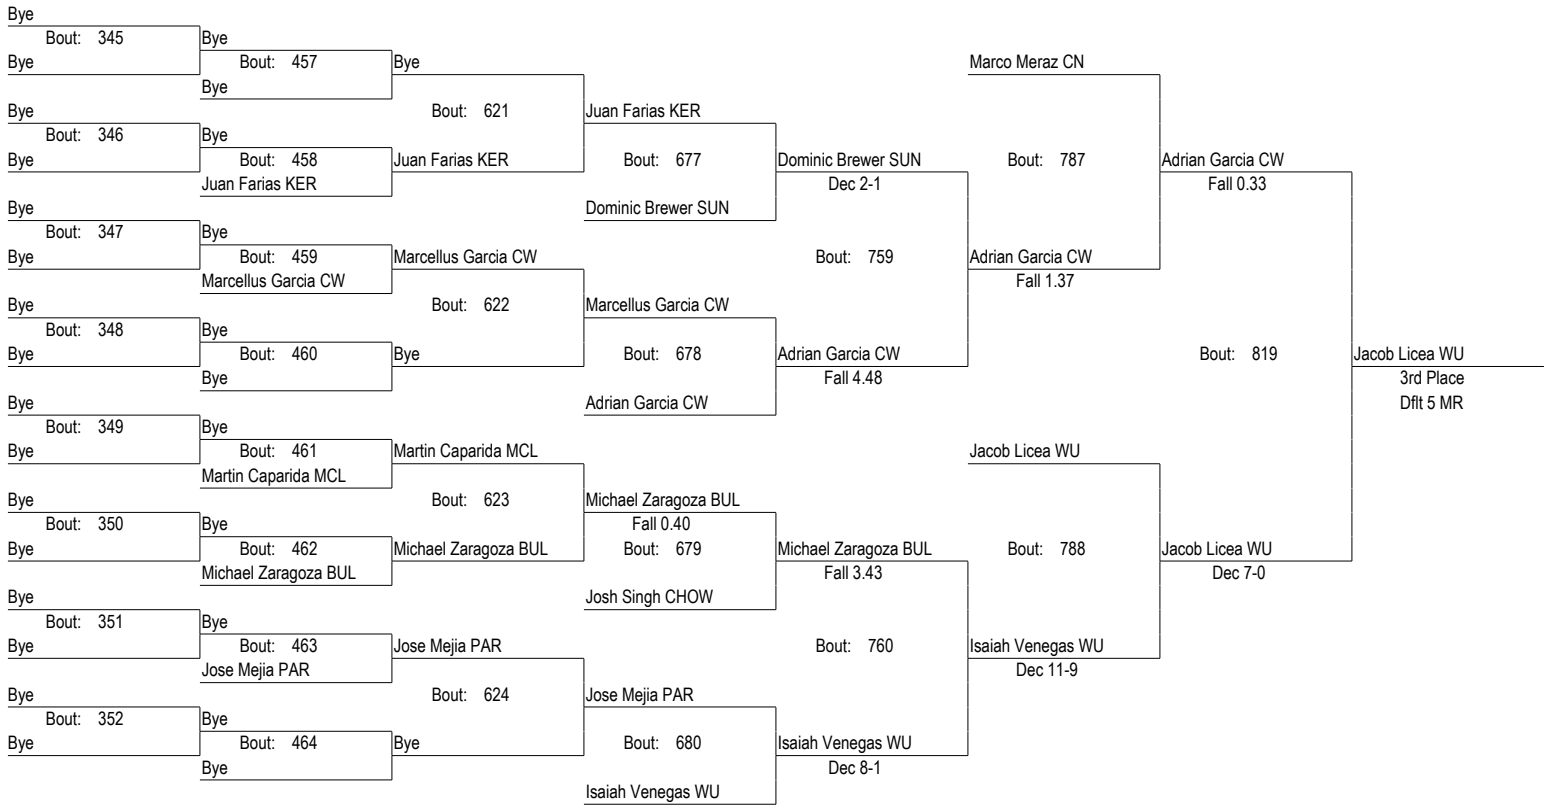 Bye
Bout: 345 Bye
Bye Bout: 457 Bye Marco Meraz CN
Bye
Bye Bout: 621 Juan Farias KER
Bout: 346 Bye
Bye Bout: 458 Juan Farias KER Bout: 677 Dominic Brewer SUN Bout: 787 Adrian Garcia CW
Juan Farias KER Dec 2-1 Fall 0.33
Bye Dominic Brewer SUN
Bout: 347 Bye
Bye Bout: 459 Marcellus Garcia CW Bout: 759 Adrian Garcia CW
Marcellus Garcia CW Fall 1.37
Bye Bout: 622 Marcellus Garcia CW
Bout: 348 Bye
Bye Bout: 460 Bye Bout: 678 Adrian Garcia CW Bout: 819 Jacob Licea WU
Bye Fall 4.48 3rd Place
Bye Adrian Garcia CW Dflt 5 MR
Bout: 349 Bye
Bye Bout: 461 Martin Caparida MCL Jacob Licea WU
Martin Caparida MCL
Bye Bout: 623 Michael Zaragoza BUL
Bout: 350 Bye Fall 0.40
Bye Bout: 462 Michael Zaragoza BUL Bout: 679 Michael Zaragoza BUL Bout: 788 Jacob Licea WU
Michael Zaragoza BUL Fall 3.43 Dec 7-0
Bye Josh Singh CHOW
Bout: 351 Bye
Bye Bout: 463 Jose Mejia PAR Bout: 760 Isaiah Venegas WU
Jose Mejia PAR Dec 11-9
Bye Bout: 624 Jose Mejia PAR
Bout: 352 Bye
Bye Bout: 464 Bye Bout: 680 Isaiah Venegas WU
Bye Dec 8-1
Isaiah Venegas WU